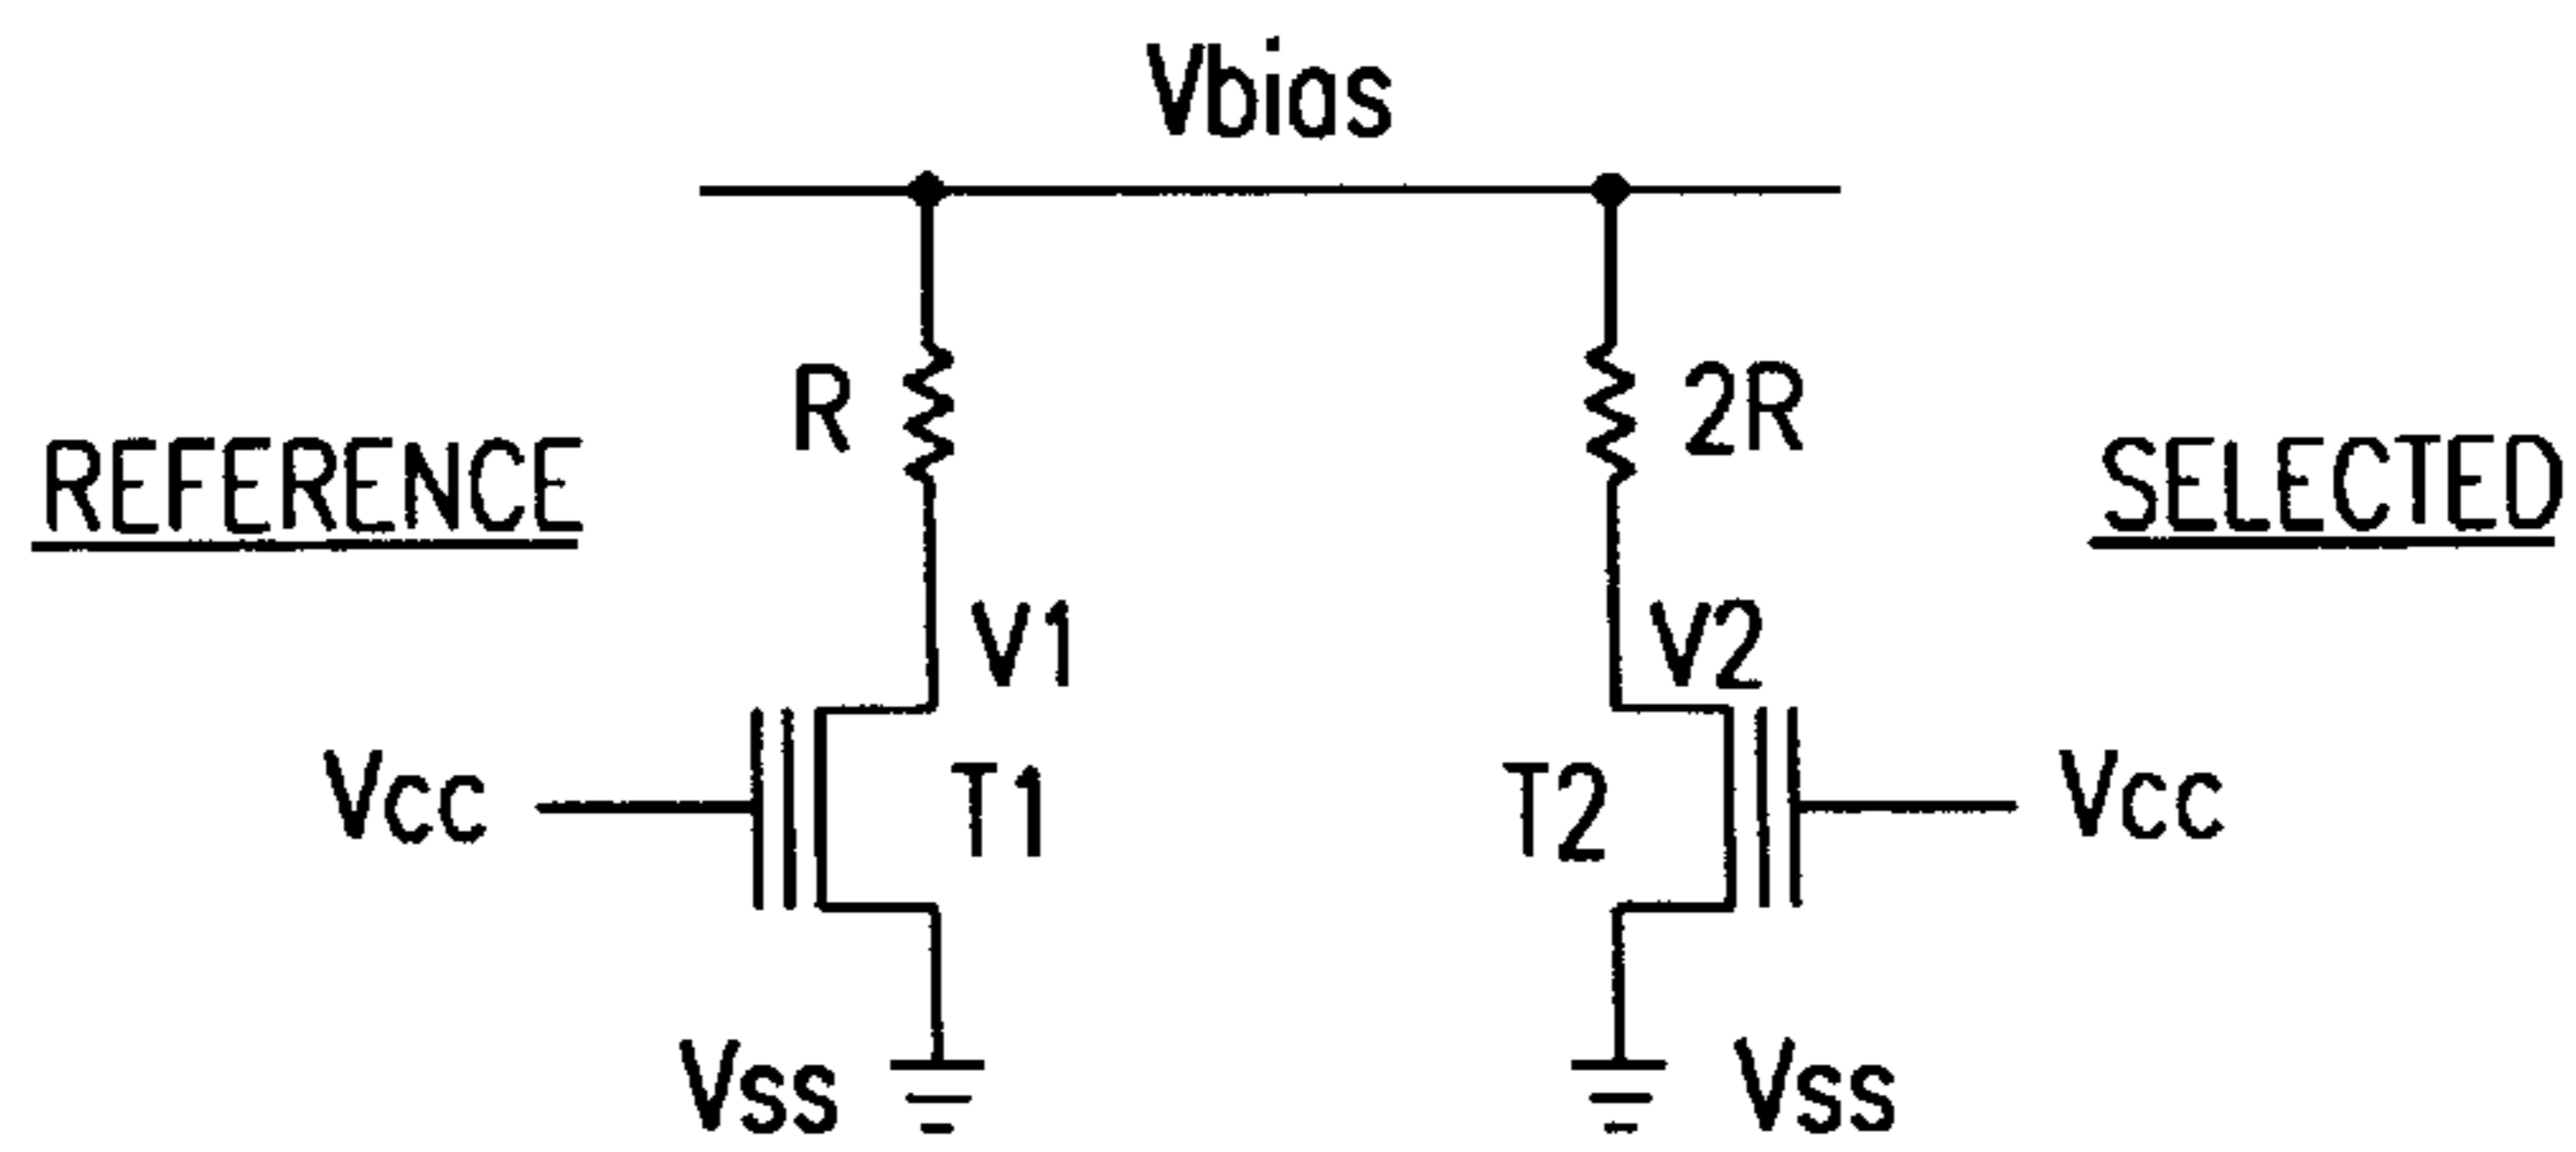 Vbias
R
2R
REFERENCE
SELECTED
V1
V2
Vcc
T1
T2
Vcc
Vss
Vss